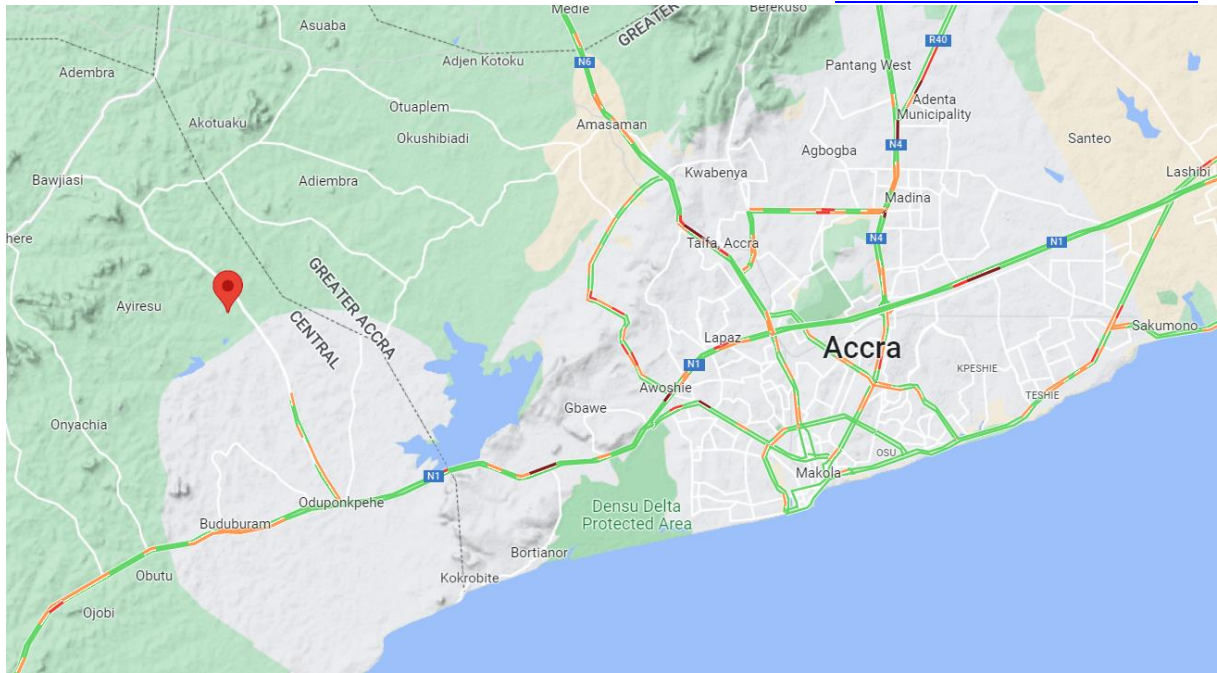 Medie
Berekuso
Asuaba
GREATER
R40
Adjen Kotoku
N6
Pantang West
Adembra
Otuaplem
Adenta
Municipality
Akotuaku
Amasaman
Okushibiadi
Santeo
N4
Agbogba
Kwabenya
Lashibi
Bawjiasi
Adiembra
Madina
here
Taifa, Accra
N4
N1
GREATER ACCRA
Ayiresu
CENTRAL
Sakumono
Lapaz
Accra
N1
KPESHIE
Awoshie
TESHIE
Gbawe
Onyachia
OSU
N1
Makola
Oduponkpehe
Densu Delta
Protected Area
Buduburam
Bortianor
Obutu
Kokrobite
Ojobi